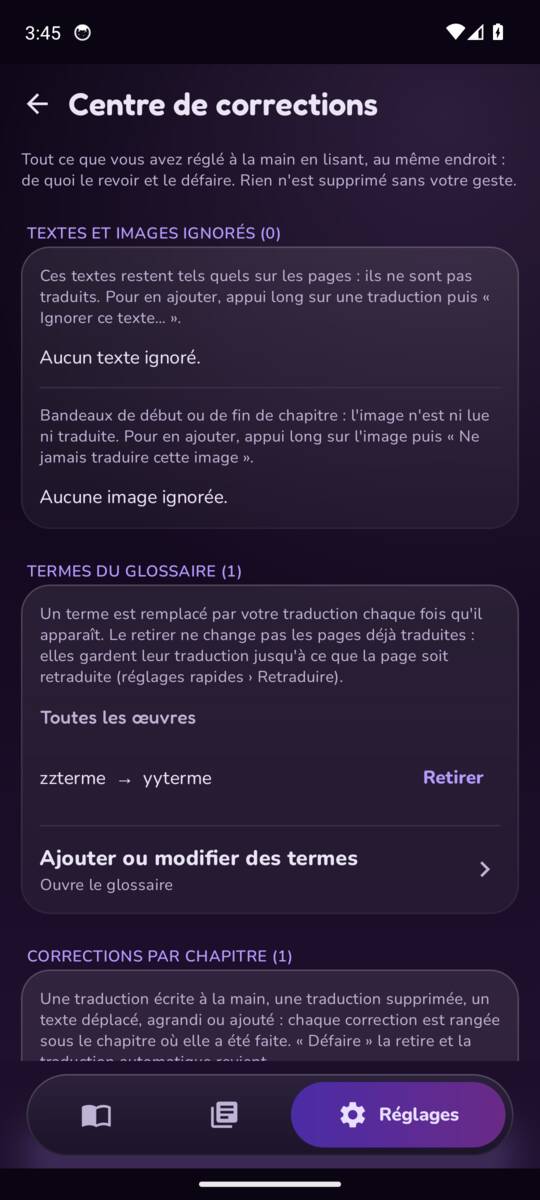 3:45
Centre de corrections
Tout ce que vous avez réglé à la main en lisant, au même endroit :
de quoi le revoir et le défaire. Rien n'est supprimé sans votre geste.
TEXTES ET IMAGES IGNORÉS (0)
Ces textes restent tels quels sur les pages : ils ne sont pas
traduits. Pour en ajouter, appui long sur une traduction puis «
Ignorer ce texte… ».
Aucun texte ignoré.
Bandeaux de début ou de fin de chapitre : l'image n'est ni lue
ni traduite. Pour en ajouter, appui long sur l'image puis « Ne
jamais traduire cette image ».
Aucune image ignorée.
TERMES DU GLOSSAIRE (1)
Un terme est remplacé par votre traduction chaque fois qu'il
apparaît. Le retirer ne change pas les pages déjà traduites :
elles gardent leur traduction jusqu'à ce que la page soit
retraduite (réglages rapides › Retraduire).
Toutes les œuvres
zzterme → yyterme Retirer
Ajouter ou modifier des termes
Ouvre le glossaire
CORRECTIONS PAR CHAPITRE (1)
Une traduction écrite à la main, une traduction supprimée, un
texte déplacé, agrandi ou ajouté : chaque correction est rangée
sous le chapitre où elle a été faite. « Défaire » la retire et la
traduction automatique revient.
Réglages